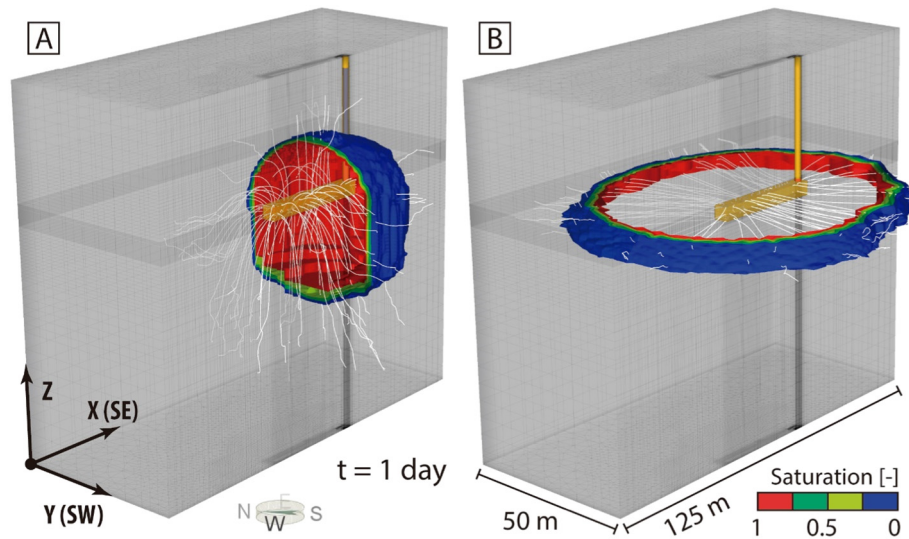 A
B
Z
X (SE)
Y (SW)
t = 1 day
N E S W
50 m
125 m
Saturation [-]
1 0.5 0